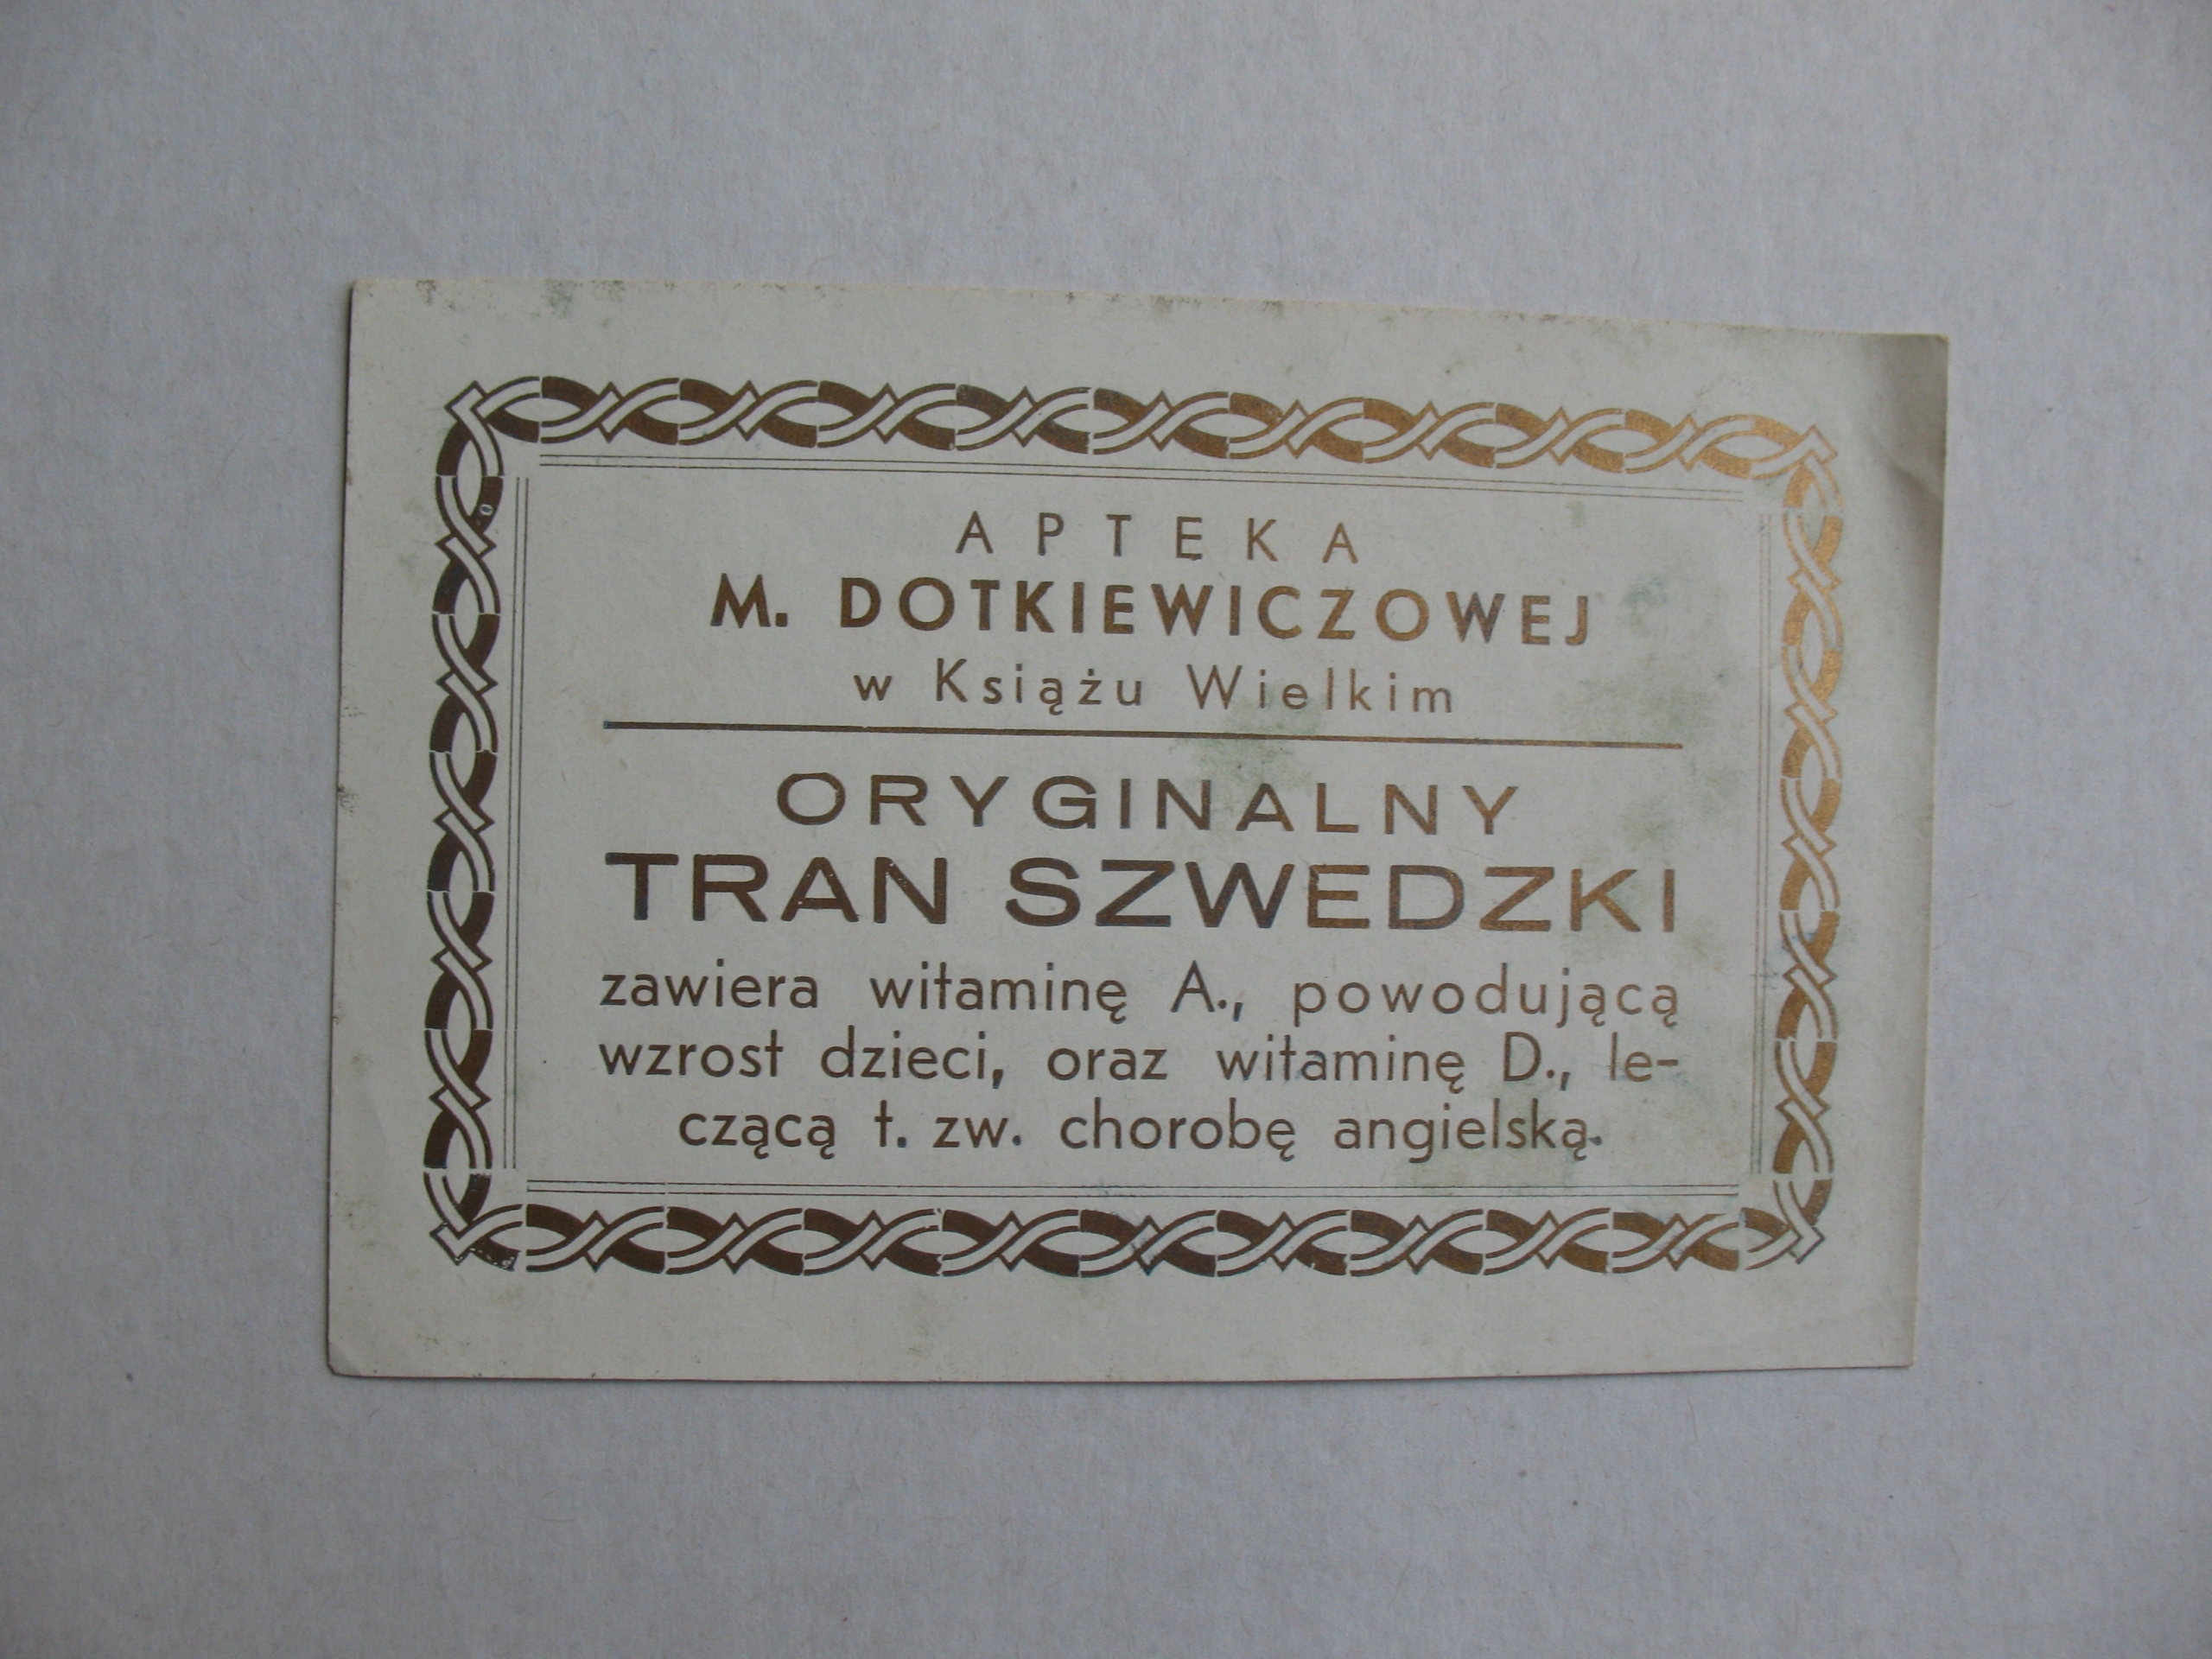 APTEKA
M. DOTKIEWICZOWEJ
w Książu Wielkim
ORYGINALNY
TRAN SZWEDZKI
zawiera witaminę A., powodującą
wzrost dzieci, oraz witaminę D., le-
czącą t. zw. chorobę angielską.